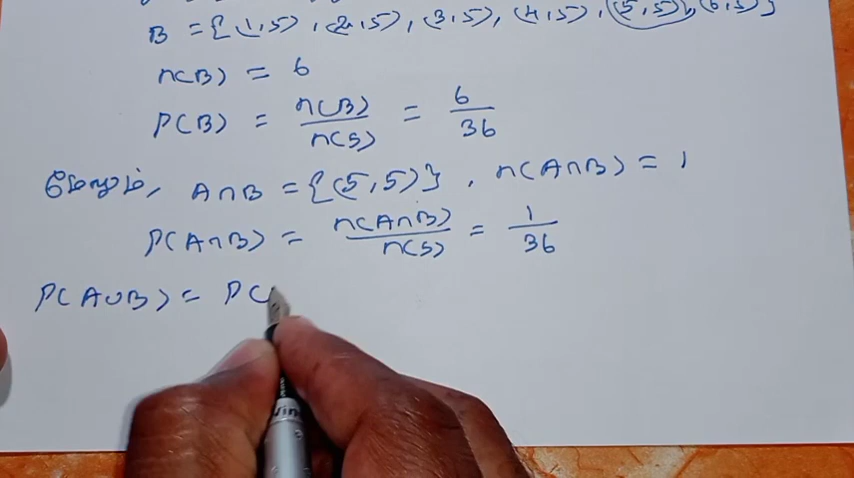 B = {(1,5), (2,5), (3,5), (4,5), (5,5), (6,5)}
n(B) = 6
P(B) = n(B)/n(S) = 6/36
மேலும், A∩B = {(5,5)}, n(A∩B) = 1
P(A∩B) = n(A∩B)/n(S) = 1/36
P(A∪B) = P(